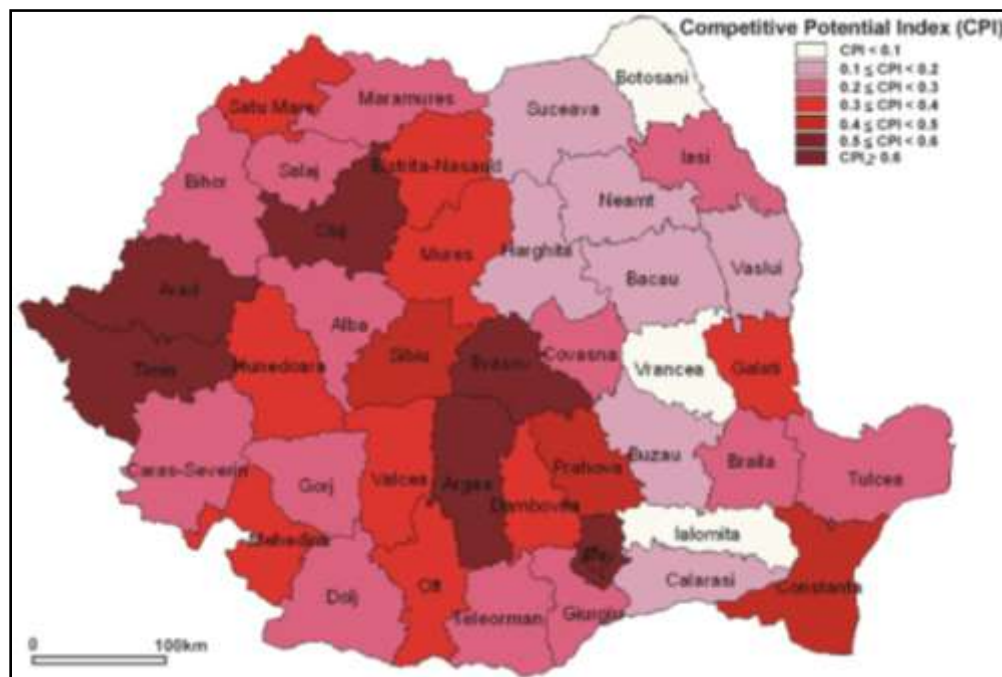 Competitive Potential Index (CPI)
CPI < 0.1
0.1 ≤ CPI < 0.2
0.2 ≤ CPI < 0.3
0.3 ≤ CPI < 0.4
0.4 ≤ CPI < 0.5
0.5 ≤ CPI < 0.6
CPI ≥ 0.6
Botosani
Satu Mare
Maramures
Suceava
Iasi
Bistrita-Nasaud
Salaj
Bihor
Neamt
Cluj
Mures
Harghita
Vaslui
Bacau
Arad
Alba
Sibiu
Brasov
Covasna
Vrancea
Galati
Timis
Hunedoara
Caras-Severin
Gorj
Valcea
Arges
Prahova
Buzau
Braila
Tulcea
Dambovita
Mehedinti
Ialomita
Olt
Calarasi
Constanta
Dolj
Teleorman
Giurgiu
0 100km